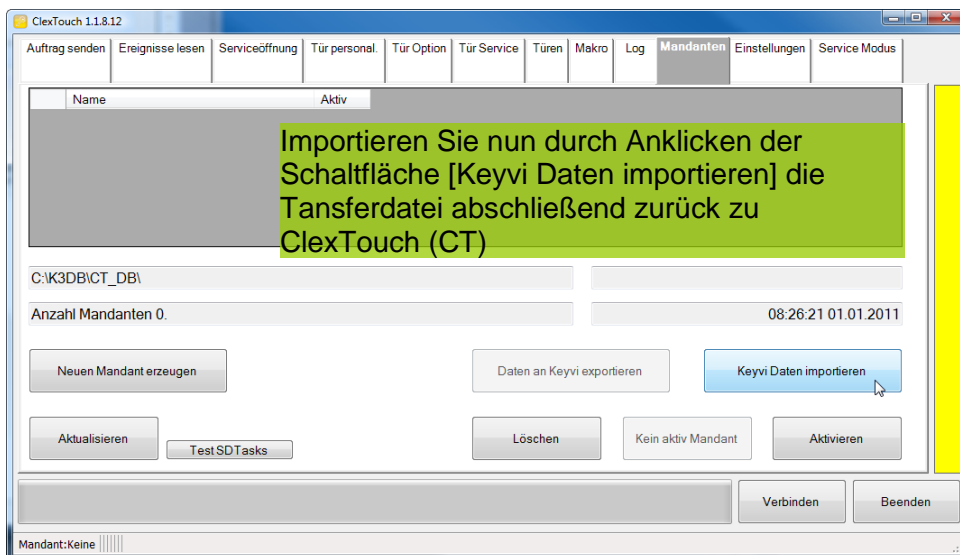 ClexTouch 1.1.8.12
Auftrag senden Ereignisse lesen Serviceöffnung Tür personal. Tür Option Tür Service Türen Makro Log Mandanten Einstellungen Service Modus
Name Aktiv
Importieren Sie nun durch Anklicken der
Schaltfläche [Keyvi Daten importieren] die
Tansferdatei abschließend zurück zu
ClexTouch (CT)
C:\K3DB\CT_DB\
Anzahl Mandanten 0. 08:26:21 01.01.2011
Neuen Mandant erzeugen Daten an Keyvi exportieren Keyvi Daten importieren
Aktualisieren Test SDTasks Löschen Kein aktiv Mandant Aktivieren
Verbinden Beenden
Mandant:Keine